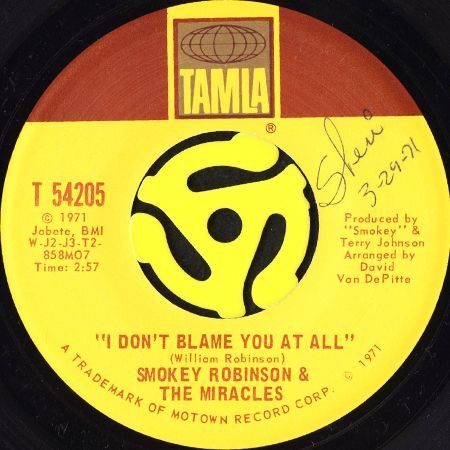 TAMLA
®
Sheri
3-29-71
T 54205
© 1971
Jobete, BMI
W-J2-J3-T2-
858MO7
Time: 2:57
Produced by
"Smokey" &
Terry Johnson
Arranged by
David
Van DePitte
"I DON'T BLAME YOU AT ALL"
(William Robinson)
SMOKEY ROBINSON &
THE MIRACLES
A TRADEMARK OF MOTOWN RECORD CORP. © 1971